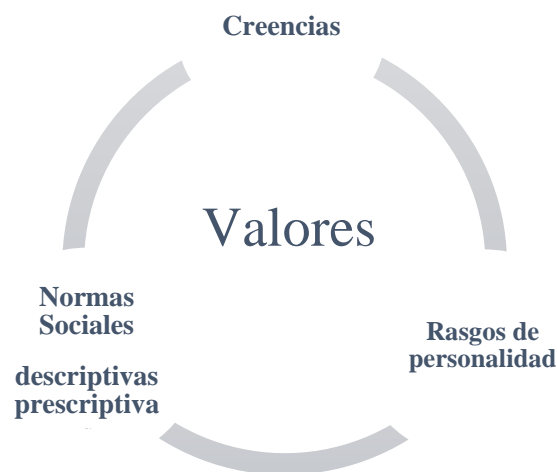 Creencias
Valores
Normas
Sociales
descriptivas
prescriptiva
Rasgos de
personalidad